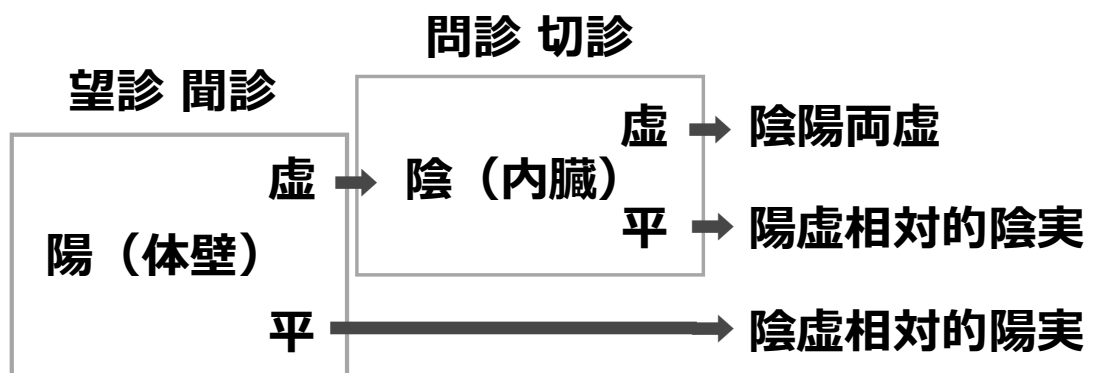 問診 切診
望診 聞診
虚 陰陽両虚
虚 陰（内臓）
平 陽虚相対的陰実
陽（体壁）
平 陰虚相対的陽実